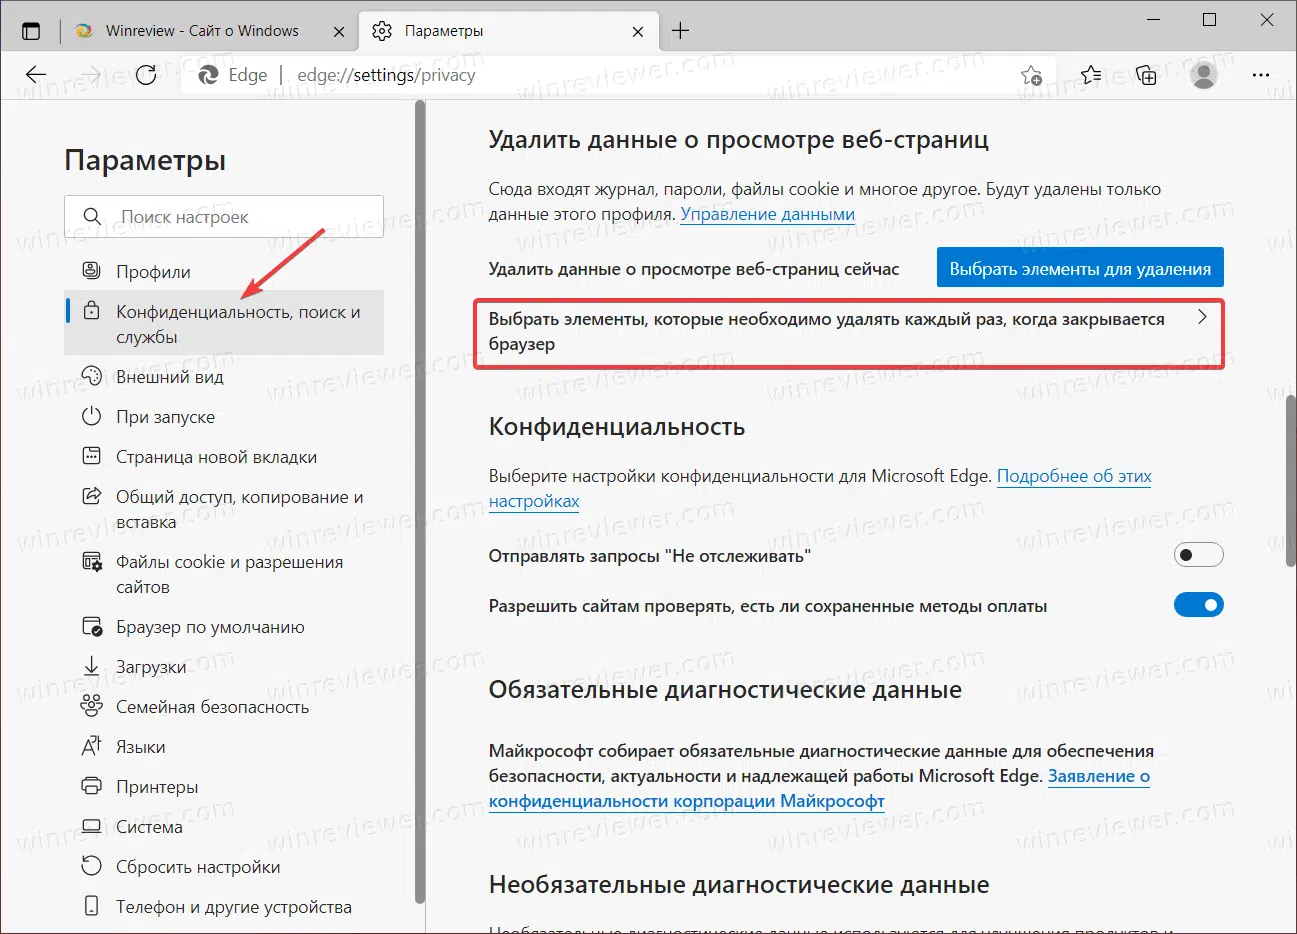 Winreview - Сайт о Windows
Параметры
Edge | edge://settings/privacy
Параметры
Поиск настроек
Профили
Конфиденциальность, поиск и
службы
Внешний вид
При запуске
Страница новой вкладки
Общий доступ, копирование и
вставка
Файлы cookie и разрешения
сайтов
Браузер по умолчанию
Загрузки
Семейная безопасность
Языки
Принтеры
Система
Сбросить настройки
Телефон и другие устройства
Удалить данные о просмотре веб-страниц
Сюда входят журнал, пароли, файлы cookie и многое другое. Будут удалены только
данные этого профиля. Управление данными
Удалить данные о просмотре веб-страниц сейчас
Выбрать элементы для удаления
Выбрать элементы, которые необходимо удалять каждый раз, когда закрывается
браузер
Конфиденциальность
Выберите настройки конфиденциальности для Microsoft Edge. Подробнее об этих
настройках
Отправлять запросы "Не отслеживать"
Разрешить сайтам проверять, есть ли сохраненные методы оплаты
Обязательные диагностические данные
Майкрософт собирает обязательные диагностические данные для обеспечения
безопасности, актуальности и надлежащей работы Microsoft Edge. Заявление о
конфиденциальности корпорации Майкрософт
Необязательные диагностические данные
Необязательные диагностические данные используются для улучшения продуктов и
winreviewer.com